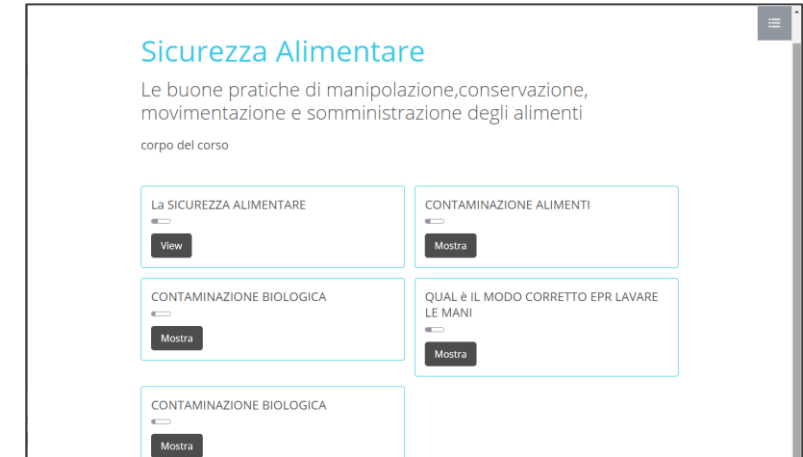 Sicurezza Alimentare
Le buone pratiche di manipolazione,conservazione,
movimentazione e somministrazione degli alimenti
corpo del corso
La SICUREZZA ALIMENTARE
View
CONTAMINAZIONE ALIMENTI
Mostra
CONTAMINAZIONE BIOLOGICA
Mostra
QUAL è IL MODO CORRETTO EPR LAVARE
LE MANI
Mostra
CONTAMINAZIONE BIOLOGICA
Mostra